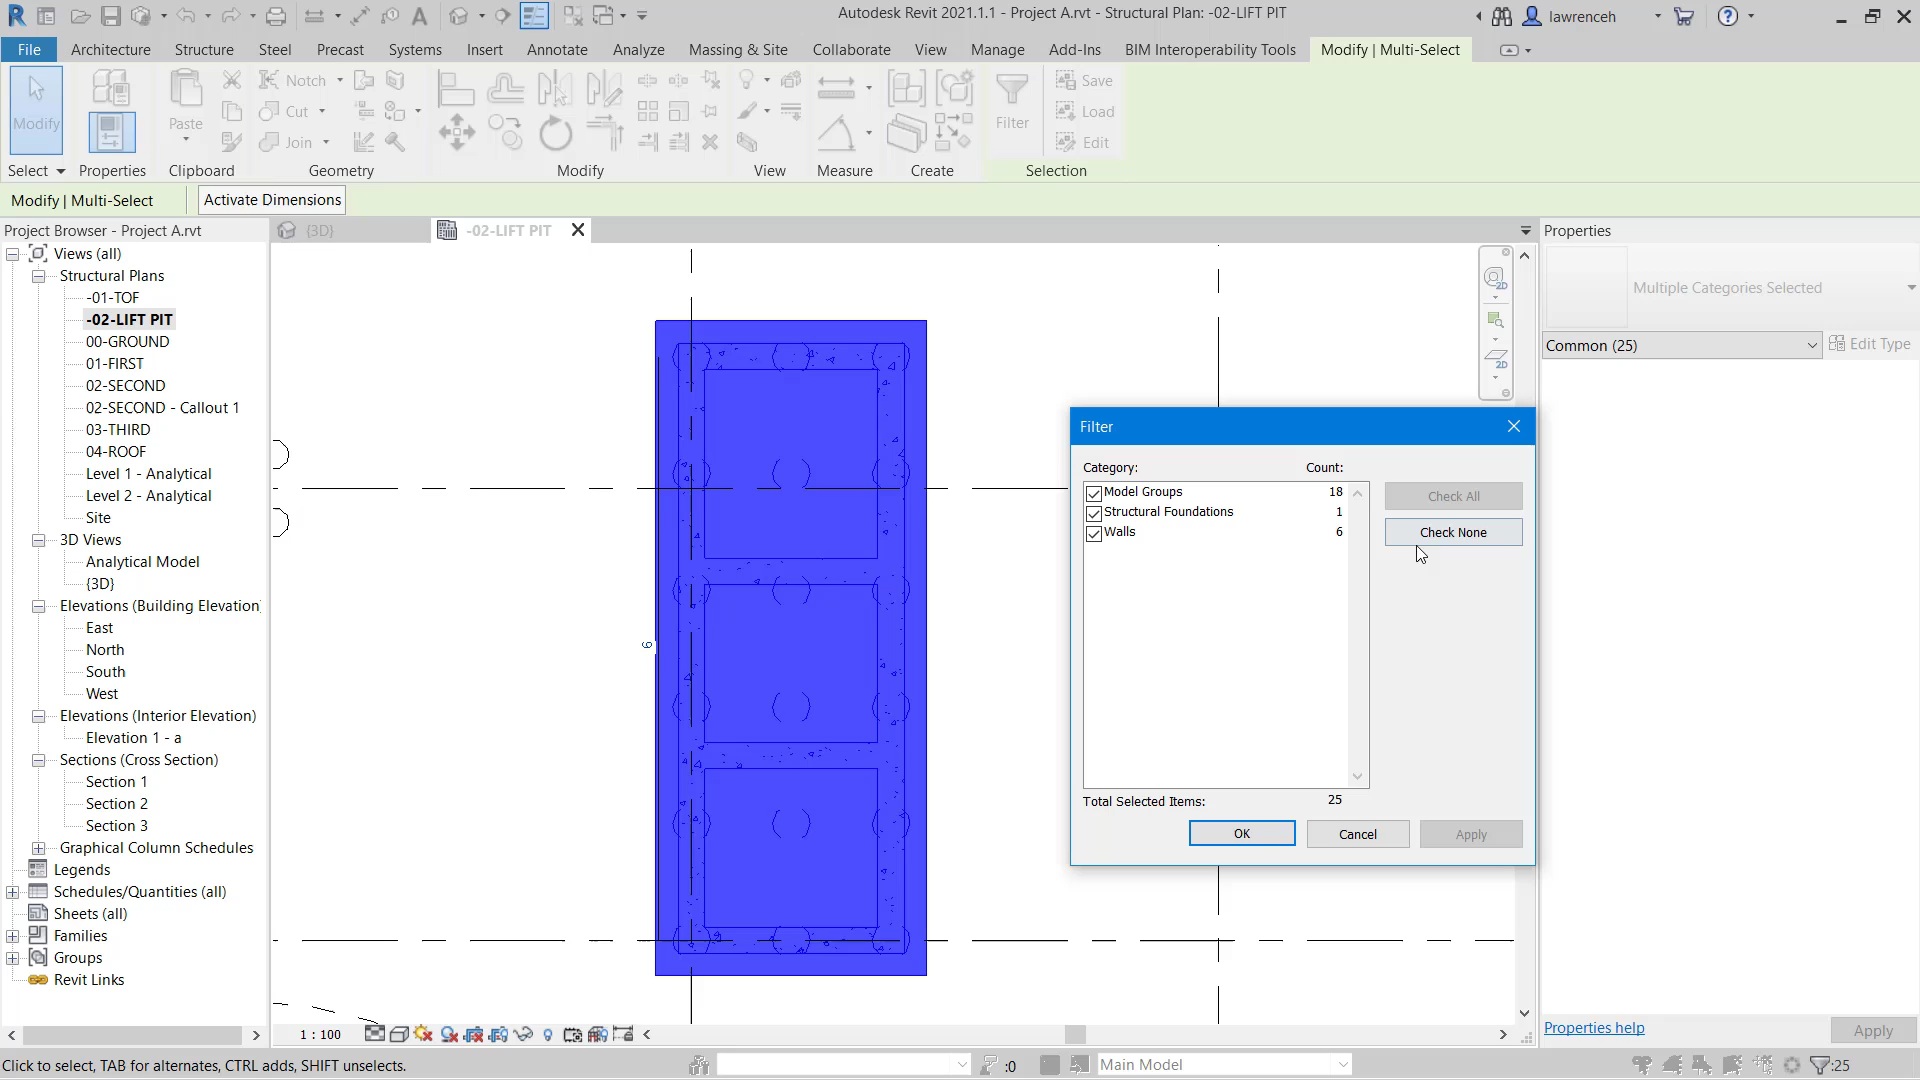 Autodesk Revit 2021.1.1 - Project A.rvt - Structural Plan: -02-LIFT PIT
lawrenceh
File Architecture Structure Steel Precast Systems Insert Annotate Analyze Massing & Site Collaborate View Manage Add-Ins BIM Interoperability Tools Modify | Multi-Select
Modify Paste Notch Cut Join Filter Save Load Edit
Select Properties Clipboard Geometry Modify View Measure Create Selection
Modify | Multi-Select Activate Dimensions
Project Browser - Project A.rvt
{3D} -02-LIFT PIT
Views (all)
Structural Plans
-01-TOF
-02-LIFT PIT
00-GROUND
01-FIRST
02-SECOND
02-SECOND - Callout 1
03-THIRD
04-ROOF
Level 1 - Analytical
Level 2 - Analytical
Site
3D Views
Analytical Model
{3D}
Elevations (Building Elevation)
East
North
South
West
Elevations (Interior Elevation)
Elevation 1 - a
Sections (Cross Section)
Section 1
Section 2
Section 3
Graphical Column Schedules
Legends
Schedules/Quantities (all)
Sheets (all)
Families
Groups
Revit Links
6
2D
2D
Filter
Category: Count:
Model Groups 18
Structural Foundations 1
Walls 6
Check All
Check None
Total Selected Items: 25
OK Cancel Apply
Properties
Multiple Categories Selected
Common (25) Edit Type
Properties help Apply
1 : 100
Click to select, TAB for alternates, CTRL adds, SHIFT unselects.
:0 Main Model :25